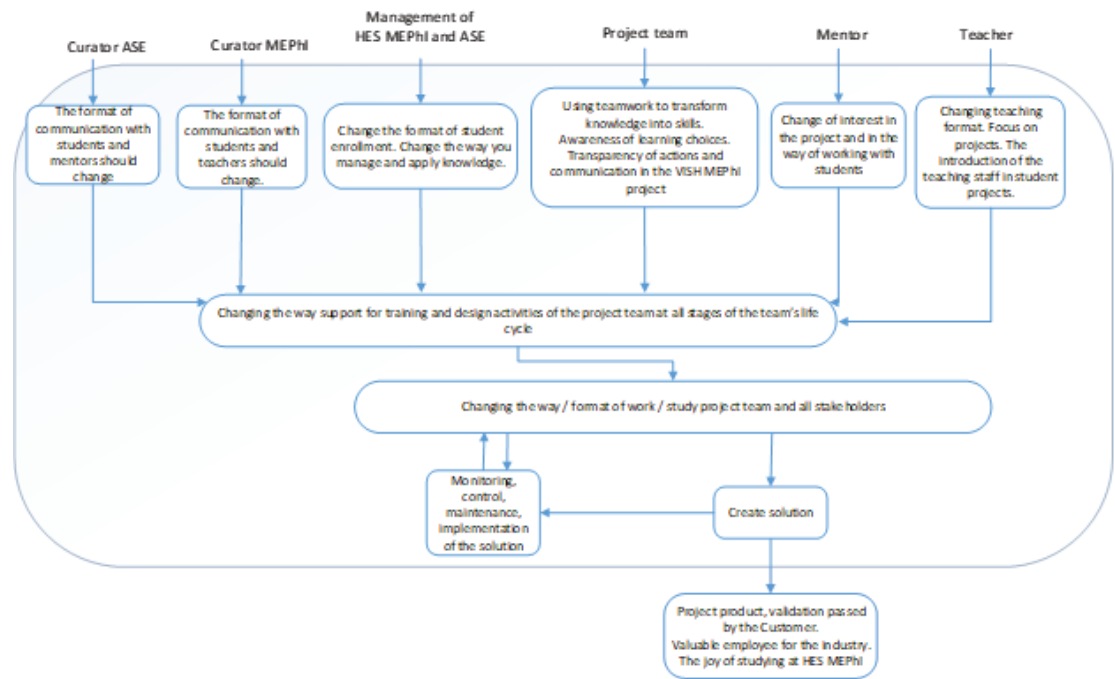 Curator ASE
Curator MEPhI
Management of
HES MEPhI and ASE
Project team
Mentor
Teacher
The format of
communication with
students and
mentors should
change
The format of
communication with
students and
teachers should
change.
Change the format of student
enrollment. Change the way you
manage and apply knowledge.
Using teamwork to transform
knowledge into skills.
Awareness of learning choices.
Transparency of actions and
communication in the VISH MEPhI
project
Change of interest in
the project and in the
way of working with
students
Changing teaching
format. Focus on
projects. The
introduction of the
teaching staff in student
projects.
Changing the way support for training and design activities of the project team at all stages of the team's life
cycle
Changing the way / format of work / study project team and all stakeholders
Monitoring,
control,
maintenance,
implementation
of the solution
Create solution
Project product, validation passed
by the Customer.
Valuable employee for the industry.
The joy of studying at HES MEPhI